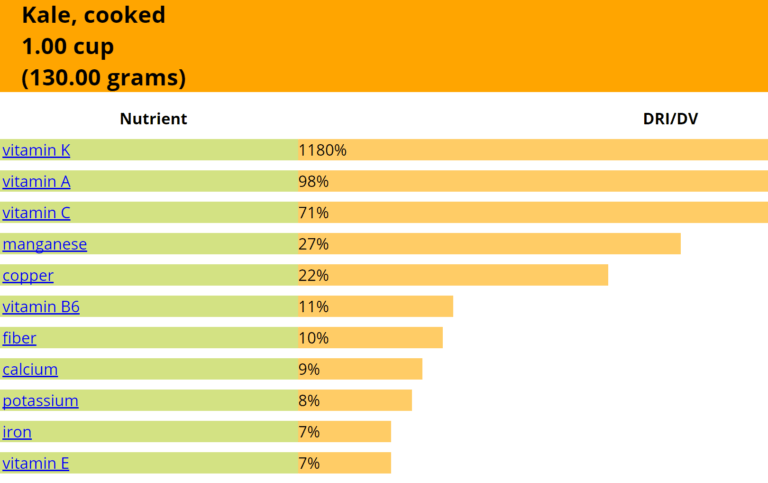 Kale, cooked
1.00 cup
(130.00 grams)
Nutrient DRI/DV
vitamin K 1180%
vitamin A 98%
vitamin C 71%
manganese 27%
copper 22%
vitamin B6 11%
fiber 10%
calcium 9%
potassium 8%
iron 7%
vitamin E 7%